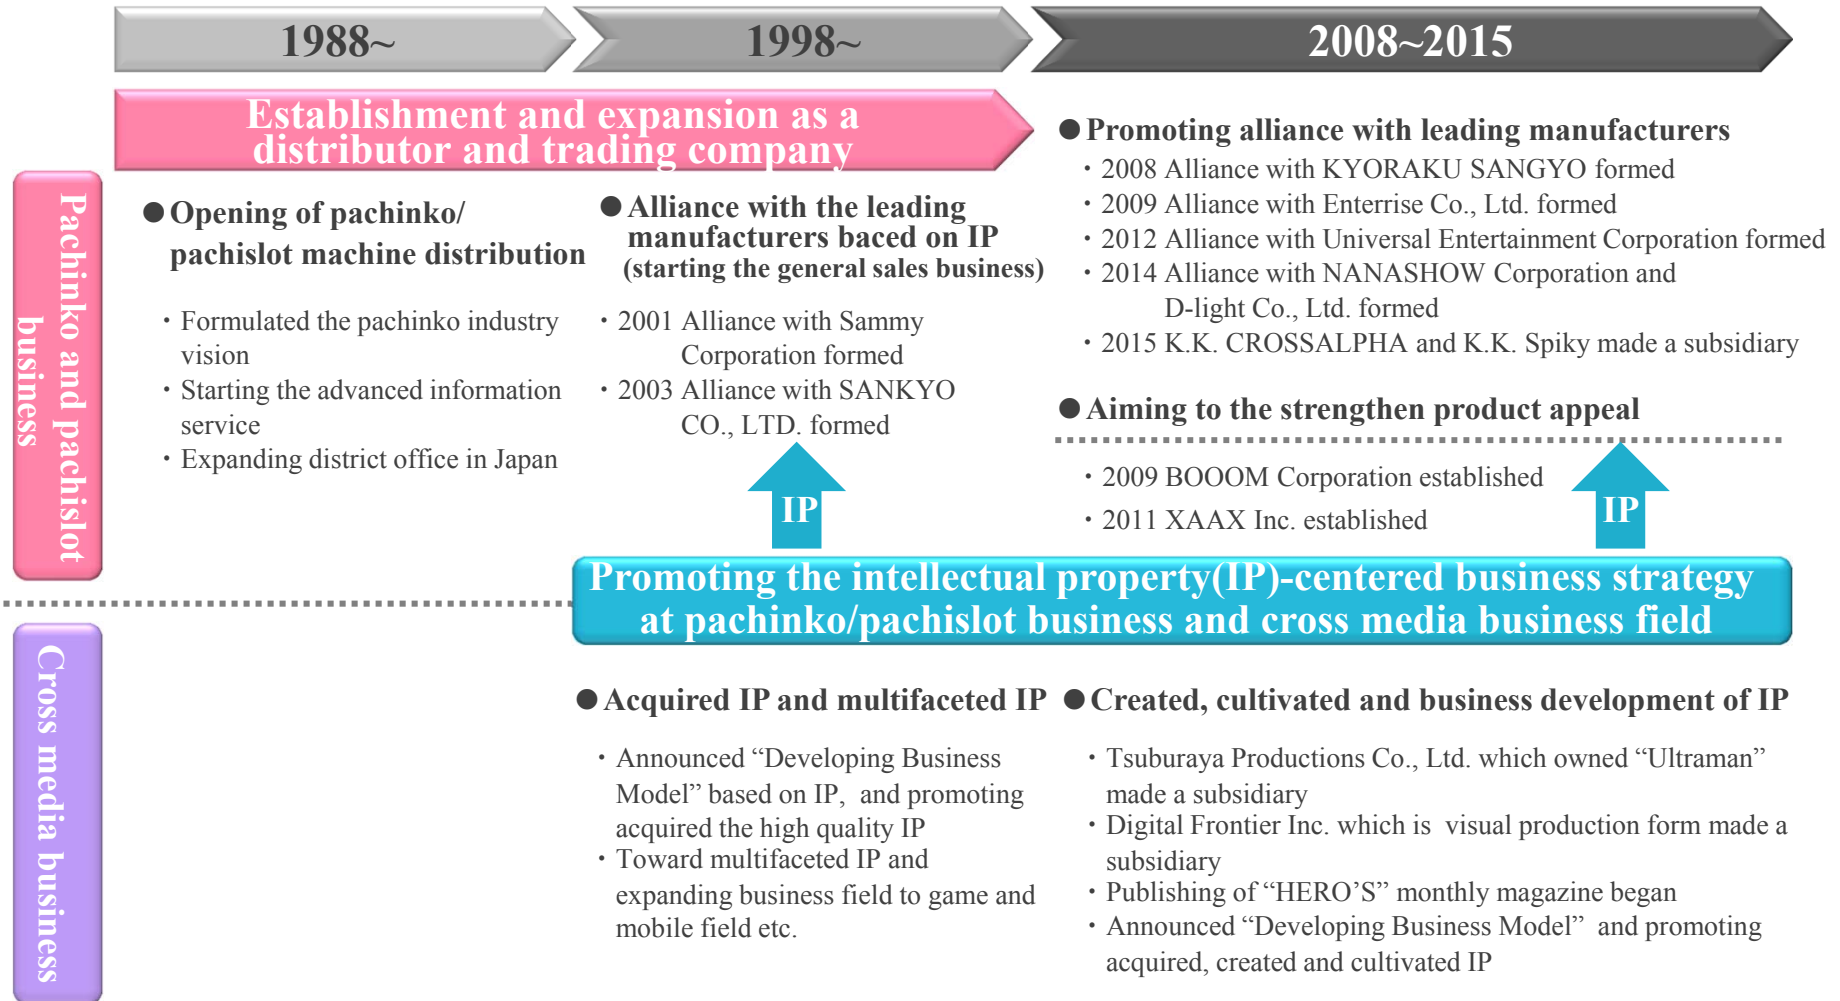 1988~
1998~
2008~2015
Establishment and expansion as a
distributor and trading company
Pachinko and pachislot
business
●Opening of pachinko/
pachislot machine distribution
・Formulated the pachinko industry
vision
・Starting the advanced information
service
・Expanding district office in Japan
●Alliance with the leading
manufacturers baced on IP
(starting the general sales business)
・2001 Alliance with Sammy
Corporation formed
・2003 Alliance with SANKYO
CO., LTD. formed
IP
●Promoting alliance with leading manufacturers
・2008 Alliance with KYORAKU SANGYO formed
・2009 Alliance with Enterrise Co., Ltd. formed
・2012 Alliance with Universal Entertainment Corporation formed
・2014 Alliance with NANASHOW Corporation and
D-light Co., Ltd. formed
・2015 K.K. CROSSALPHA and K.K. Spiky made a subsidiary
●Aiming to the strengthen product appeal
・2009 BOOOM Corporation established
・2011 XAAX Inc. established
IP
Promoting the intellectual property(IP)-centered business strategy
at pachinko/pachislot business and cross media business field
Cross media business
●Acquired IP and multifaceted IP
・Announced “Developing Business
Model” based on IP, and promoting
acquired the high quality IP
・Toward multifaceted IP and
expanding business field to game and
mobile field etc.
●Created, cultivated and business development of IP
・Tsuburaya Productions Co., Ltd. which owned “Ultraman”
made a subsidiary
・Digital Frontier Inc. which is visual production form made a
subsidiary
・Publishing of “HERO’S” monthly magazine began
・Announced “Developing Business Model” and promoting
acquired, created and cultivated IP